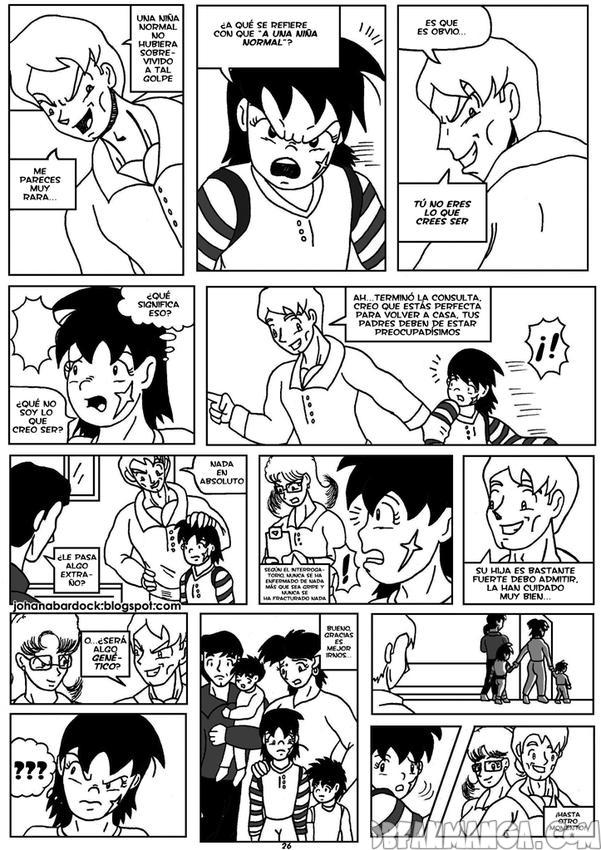 UNA NIÑA
NORMAL
NO
HUBIERA
SOBRE-
VIVIDO
A TAL
GOLPE
ME
PARECES
MUY
RARA...
¿A QUÉ SE REFIERE
CON QUE "A UNA NIÑA
NORMAL"?
ES QUE
ES OBVIO...
TÚ NO ERES
LO QUE
CREES SER
¿QUÉ
SIGNIFICA
ESO?
¿QUÉ NO
SOY LO
QUE
CREO SER?
AH...TERMINÓ LA CONSULTA,
CREO QUE ESTÁS PERFECTA
PARA VOLVER A CASA, TUS
PADRES DEBEN DE ESTAR
PREOCUPADÍSIMOS
¡!
¿LE PASA
ALGO
EXTRA-
ÑO?
NADA
EN
ABSOLUTO
SEGÚN EL INTERROGA-
TORIO, NUNCA SE HA
ENFERMADO DE NADA
MÁS QUE SEA GRIPE Y
NUNCA SE
HA FRACTURADO NADA
¡!
SU HIJA ES BASTANTE
FUERTE DEBO ADMITIR,
LA HAN CUIDADO
MUY BIEN...
johanabardock.blogspot.com
O...¿SERÁ
ALGO
GENÉ-
TICO?
BUENO,
GRACIAS
ES
MEJOR
IRNOS...
???
¡HASTA
OTRO
MOMENTO!
26
DBFANMANGA.COM